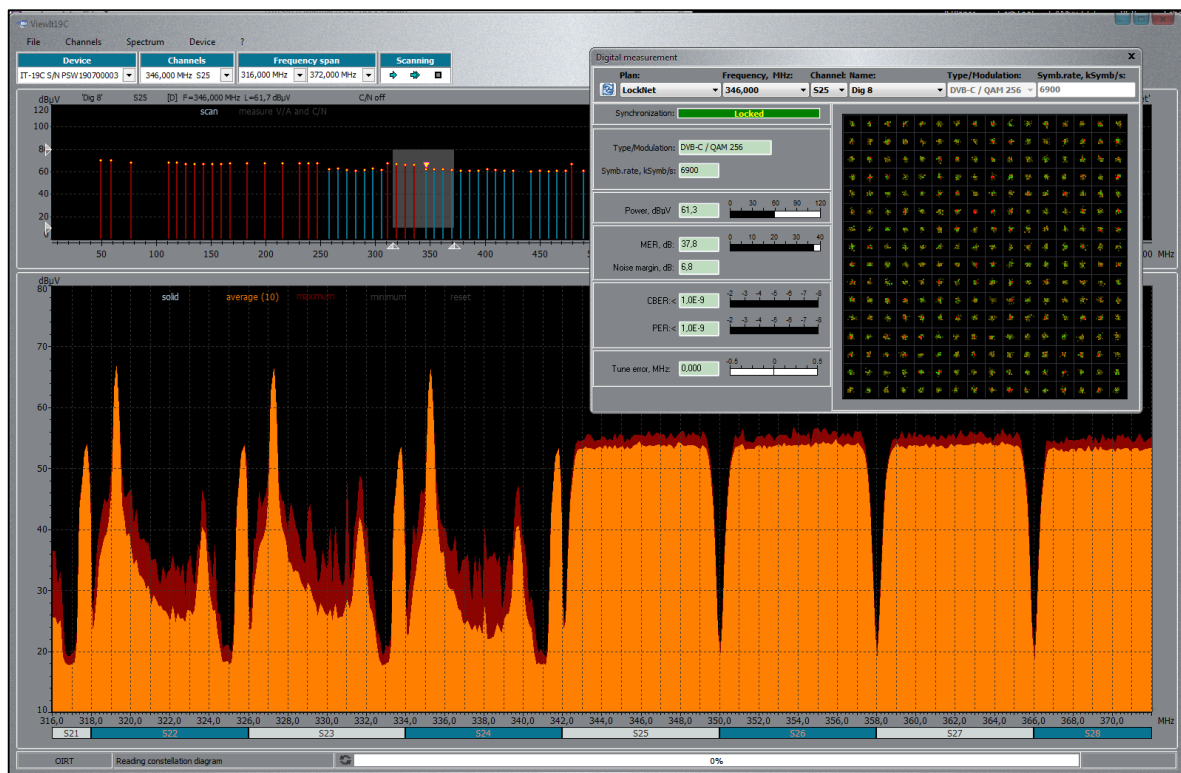 ViewIt19C
File Channels Spectrum Device ?
Device Channels Frequency span Scanning
IT-19C S/N PSW190700003 346,000 MHz S25 316,000 MHz 372,000 MHz
dBµV 'Dig 8' S25 [D] F=346,000 MHz L=61,7 dBµV C/N off
scan measure V/A and C/N
120
100
80
60
40
20
50 100 150 200 250 300 350 400 450 MHz
Digital measurement X
Plan: Frequency, MHz: Channel: Name: Type/Modulation: Symb.rate, kSymb/s:
LockNet 346,000 S25 Dig 8 DVB-C / QAM 256 6900
Synchronization: Locked
Type/Modulation: DVB-C / QAM 256
Symb.rate, kSymb/s: 6900
Power, dBµV 61,3 0 30 60 90 120
MER, dB: 37,8 0 10 20 30 40
Noise margin, dB: 6,8
CBER:< 1,0E-9 -2 -3 -4 -5 -6 -7 -8
PER:< 1,0E-9 -2 -3 -4 -5 -6 -7 -8
Tune error, MHz: 0,000 -0.5 0 0.5
dBµV
solid average (10) maximum minimum reset
80
70
60
50
40
30
20
10
316,0 318,0 320,0 322,0 324,0 326,0 328,0 330,0 332,0 334,0 336,0 338,0 340,0 342,0 344,0 346,0 348,0 350,0 352,0 354,0 356,0 358,0 360,0 362,0 364,0 366,0 368,0 370,0 MHz
S21 S22 S23 S24 S25 S26 S27 S28
OIRT Reading constellation diagram 0%